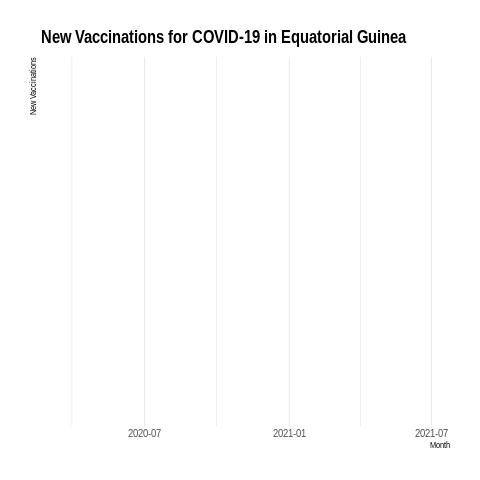 New Vaccinations for COVID-19 in Equatorial Guinea
New Vaccinations
2020-07
2021-01
2021-07
Month